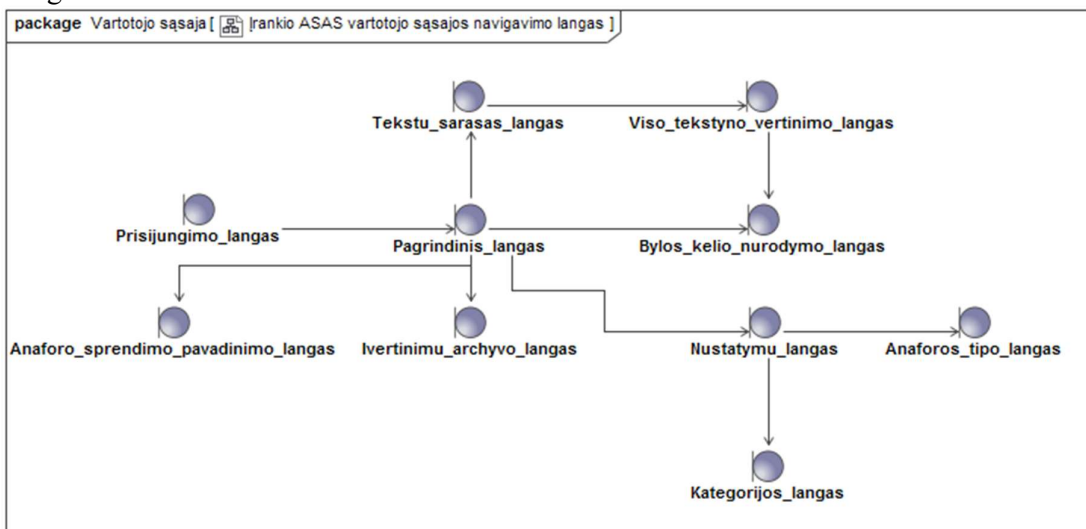 package Vartotojo sąsaja [ Įrankio ASAS vartotojo sąsajos navigavimo langas ]
Tekstu_sarasas_langas
Viso_tekstyno_vertinimo_langas
Prisijungimo_langas
Pagrindinis_langas
Bylos_kelio_nurodymo_langas
Anaforo_sprendimo_pavadinimo_langas
Ivertinimu_archyvo_langas
Nustatymu_langas
Anaforos_tipo_langas
Kategorijos_langas